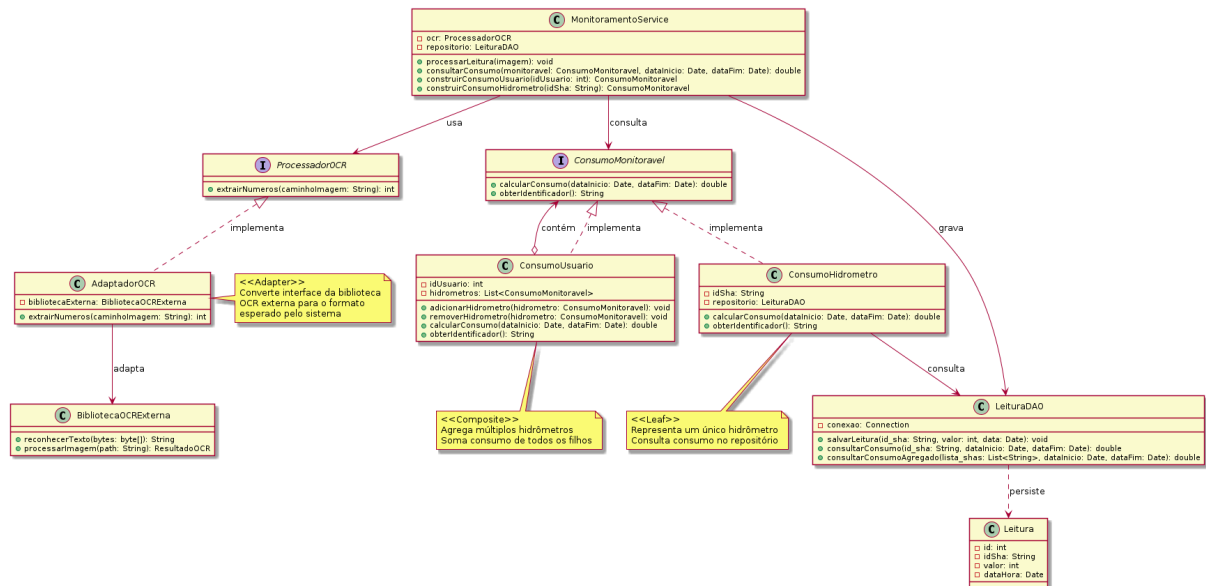 C MonitoramentoService
ocr: ProcessadorOCR
repositorio: LeituraDAO
processarLeitura(imagem): void
consultarConsumo(monitoravel: ConsumoMonitoravel, dataInicio: Date, dataFim: Date): double
construirConsumoUsuario(idUsuario: int): ConsumoMonitoravel
construirConsumoHidrometro(idSha: String): ConsumoMonitoravel
usa
consulta
grava
I ProcessadorOCR
extrairNumeros(caminhoImagem: String): int
I ConsumoMonitoravel
calcularConsumo(dataInicio: Date, dataFim: Date): double
obterIdentificador(): String
implementa
contém
implementa
implementa
C AdaptadorOCR
bibliotecaExterna: BibliotecaOCRExterna
extrairNumeros(caminhoImagem: String): int
<<Adapter>>
Converte interface da biblioteca
OCR externa para o formato
esperado pelo sistema
C ConsumoUsuario
idUsuario: int
hidrometros: List<ConsumoMonitoravel>
adicionarHidrometro(hidrometro: ConsumoMonitoravel): void
removerHidrometro(hidrometro: ConsumoMonitoravel): void
calcularConsumo(dataInicio: Date, dataFim: Date): double
obterIdentificador(): String
C ConsumoHidrometro
idSha: String
repositorio: LeituraDAO
calcularConsumo(dataInicio: Date, dataFim: Date): double
obterIdentificador(): String
adapta
consulta
C BibliotecaOCRExterna
reconhecerTexto(bytes: byte[]): String
processarImagem(path: String): ResultadoOCR
<<Composite>>
Agrega múltiplos hidrômetros
Soma consumo de todos os filhos
<<Leaf>>
Representa um único hidrômetro
Consulta consumo no repositório
C LeituraDAO
conexao: Connection
salvarLeitura(id_sha: String, valor: int, data: Date): void
consultarConsumo(id_sha: String, dataInicio: Date, dataFim: Date): double
consultarConsumoAgregado(lista_shas: List<String>, dataInicio: Date, dataFim: Date): double
persiste
C Leitura
id: int
idSha: String
valor: int
dataHora: Date